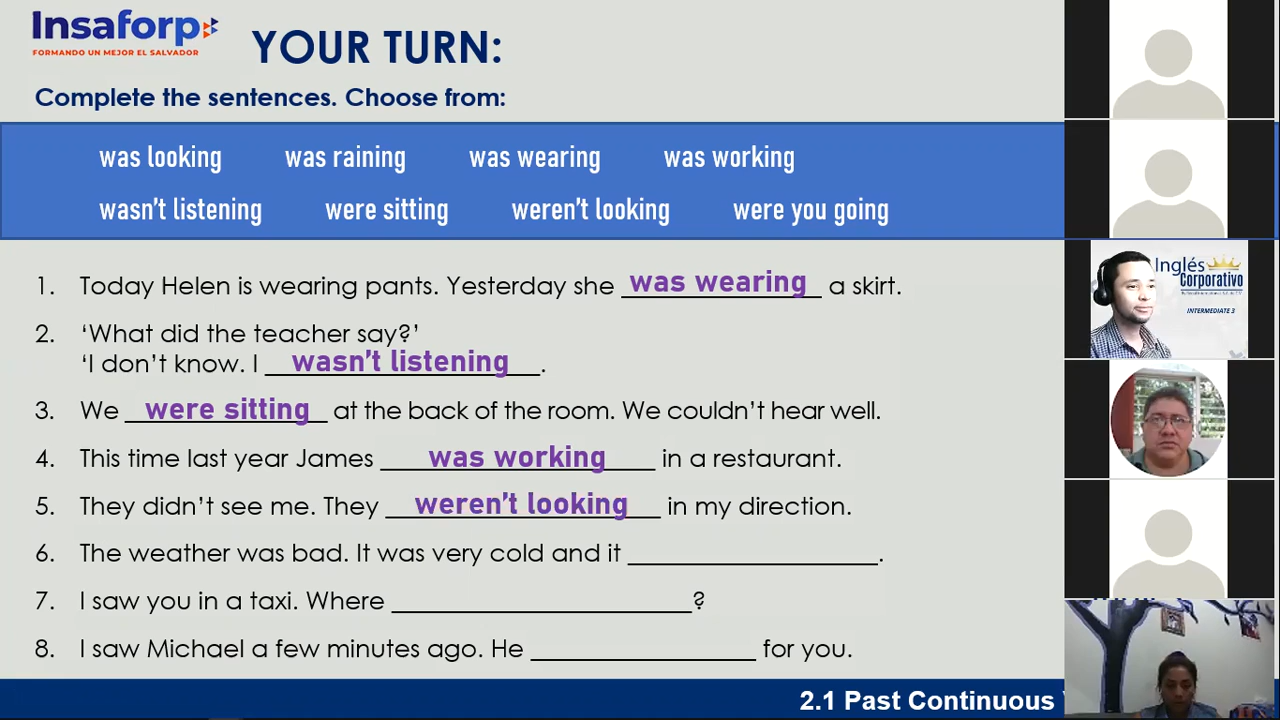 Insaforp
FORMANDO UN MEJOR EL SALVADOR
YOUR TURN:
Complete the sentences. Choose from:
was looking was raining was wearing was working
wasn't listening were sitting weren't looking were you going
1. Today Helen is wearing pants. Yesterday she was wearing a skirt.
2. ‘What did the teacher say?’
‘I don't know. I wasn't listening.
3. We were sitting at the back of the room. We couldn't hear well.
4. This time last year James was working in a restaurant.
5. They didn't see me. They weren't looking in my direction.
6. The weather was bad. It was very cold and it ____________________.
7. I saw you in a taxi. Where ________________________?
8. I saw Michael a few minutes ago. He __________________ for you.
2.1 Past Continuous
Inglés
Corporativo
INTERMEDIATE 3